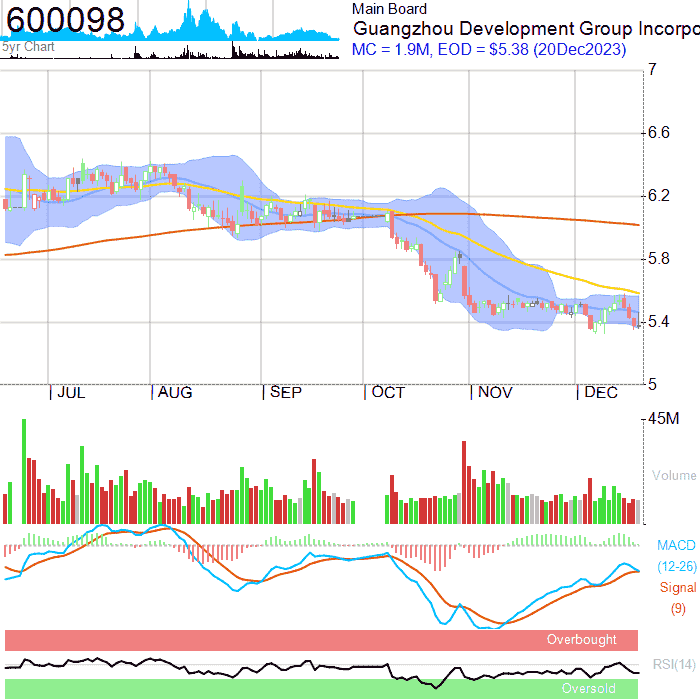 600098
5yr Chart
Main Board
Guangzhou Development Group Incorpo
MC = 1.9M, EOD = $5.38 (20Dec2023)
7
6.6
6.2
5.8
5.4
5
JUL AUG SEP OCT NOV DEC
45M
Volume
MACD
(12-26)
Signal
(9)
Overbought
RSI(14)
Oversold